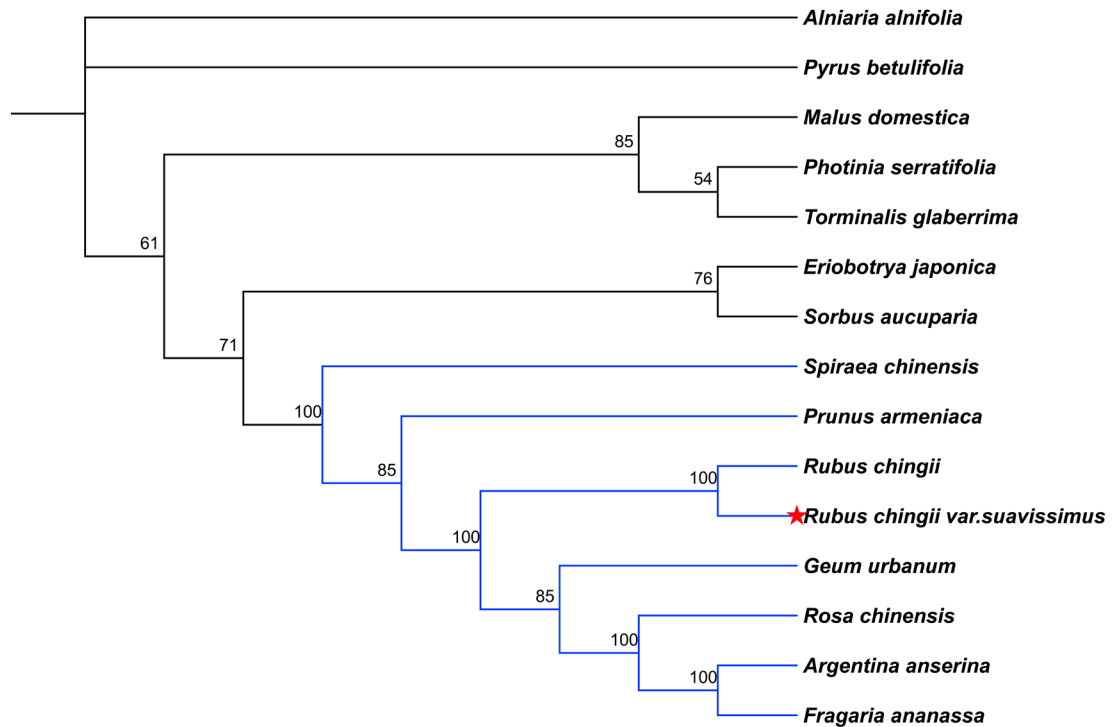 Alniaria alnifolia
Pyrus betulifolia
Malus domestica
85
Photinia serratifolia
54
Torminalis glaberrima
61
Eriobotrya japonica
76
Sorbus aucuparia
71
Spiraea chinensis
100
Prunus armeniaca
85
Rubus chingii
100
Rubus chingii var.suavissimus
100
Geum urbanum
85
Rosa chinensis
100
Argentina anserina
100
Fragaria ananassa